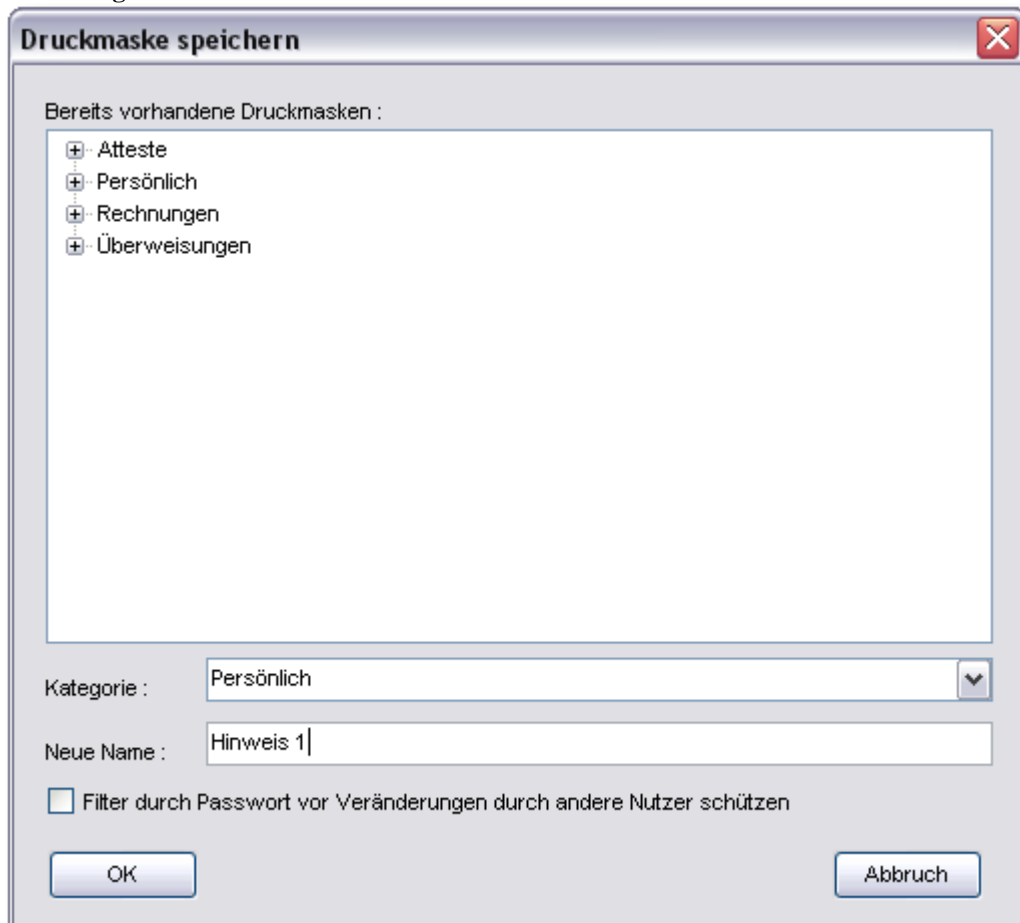 Druckmaske speichern
Bereits vorhandene Druckmasken :
Atteste
Persönlich
Rechnungen
Überweisungen
Kategorie : Persönlich
Neue Name : Hinweis 1
Filter durch Passwort vor Veränderungen durch andere Nutzer schützen
OK Abbruch